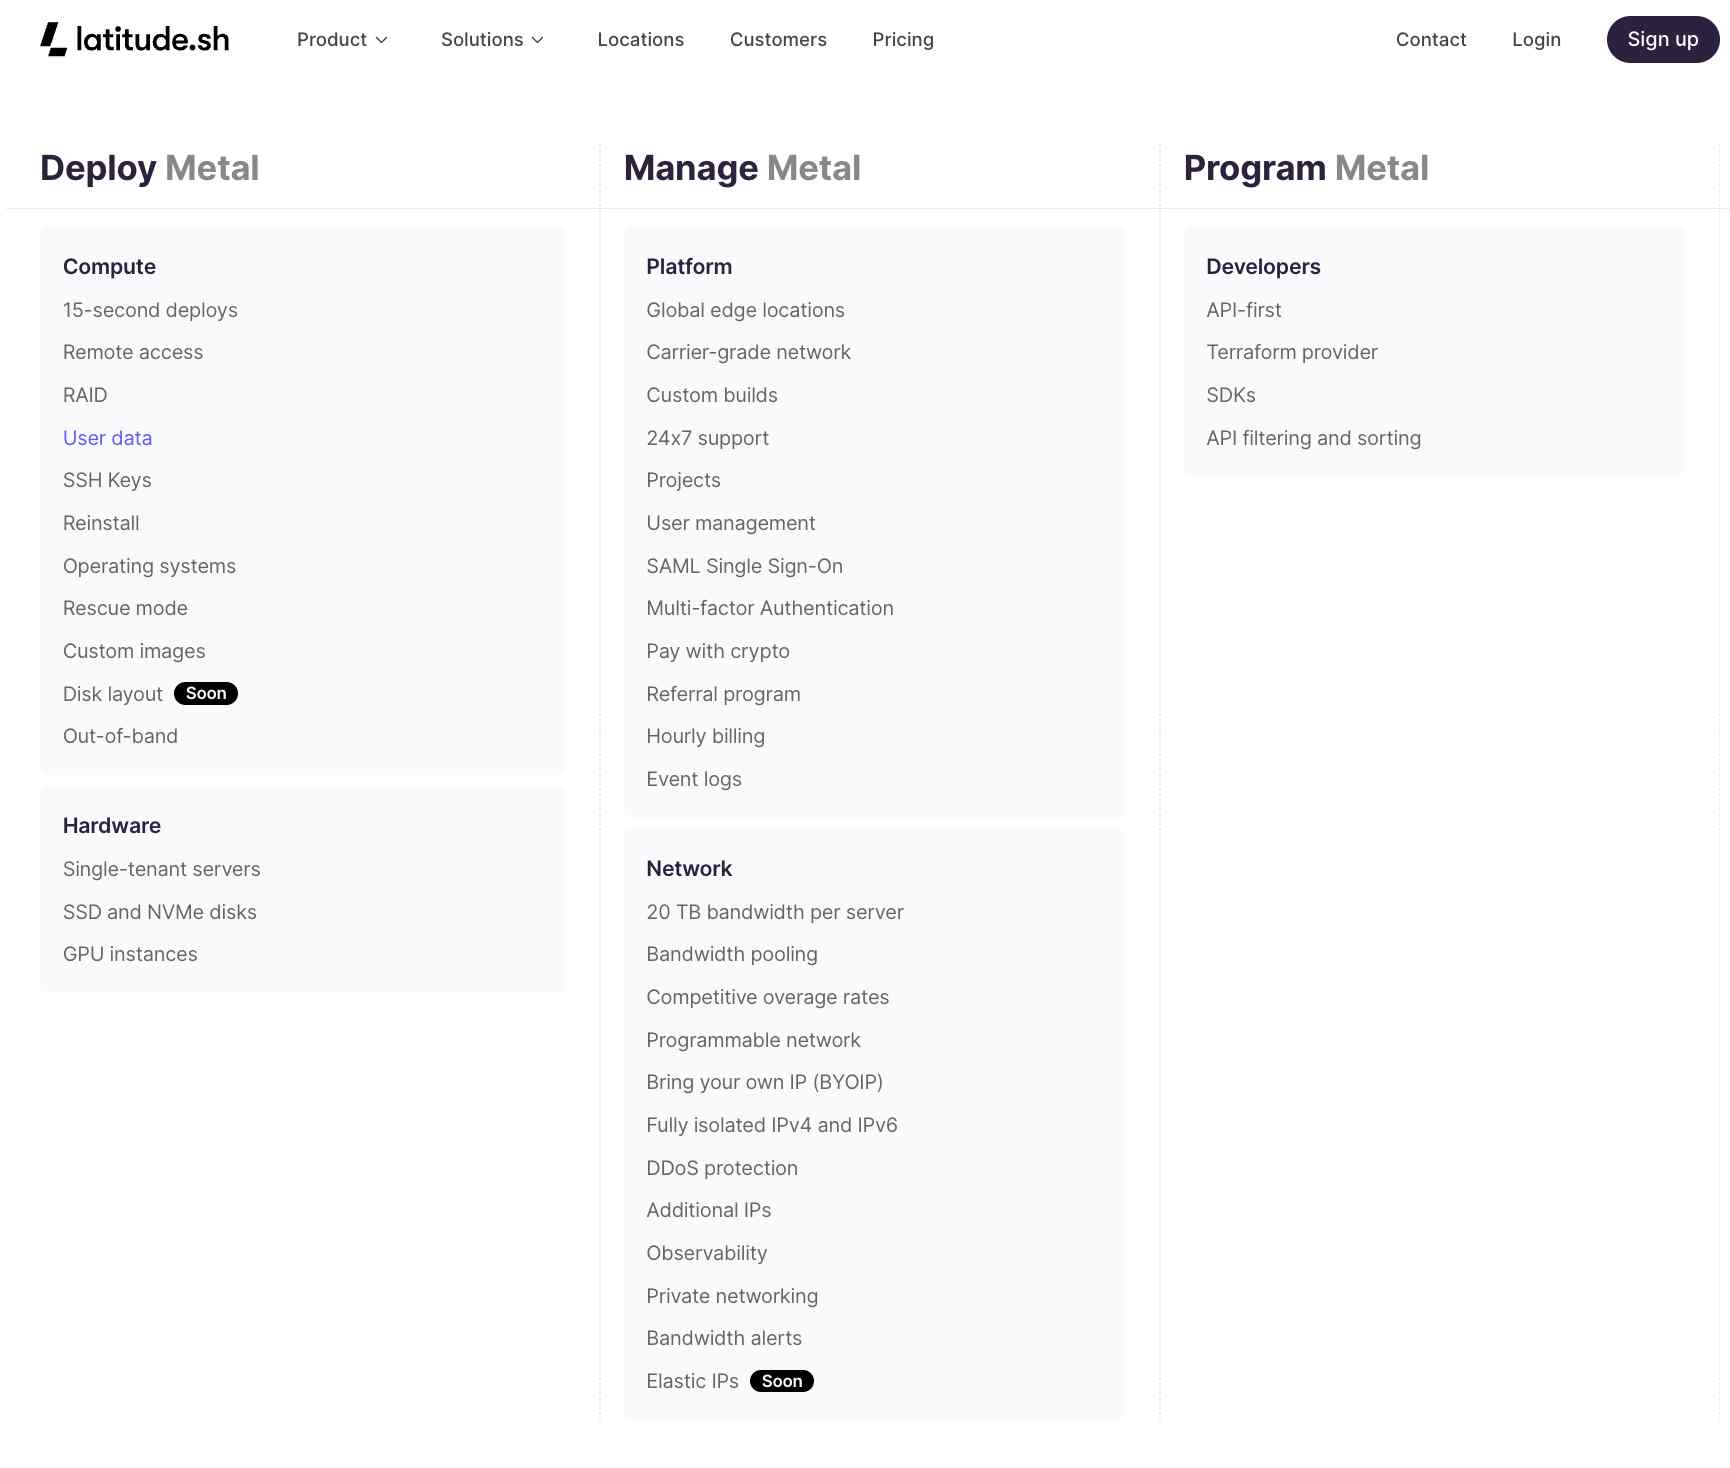 latitude.sh
Product
Solutions
Locations
Customers
Pricing
Contact
Login
Sign up
Deploy Metal
Compute
15-second deploys
Remote access
RAID
User data
SSH Keys
Reinstall
Operating systems
Rescue mode
Custom images
Disk layout Soon
Out-of-band
Hardware
Single-tenant servers
SSD and NVMe disks
GPU instances
Manage Metal
Platform
Global edge locations
Carrier-grade network
Custom builds
24x7 support
Projects
User management
SAML Single Sign-On
Multi-factor Authentication
Pay with crypto
Referral program
Hourly billing
Event logs
Network
20 TB bandwidth per server
Bandwidth pooling
Competitive overage rates
Programmable network
Bring your own IP (BYOIP)
Fully isolated IPv4 and IPv6
DDoS protection
Additional IPs
Observability
Private networking
Bandwidth alerts
Elastic IPs Soon
Program Metal
Developers
API-first
Terraform provider
SDKs
API filtering and sorting